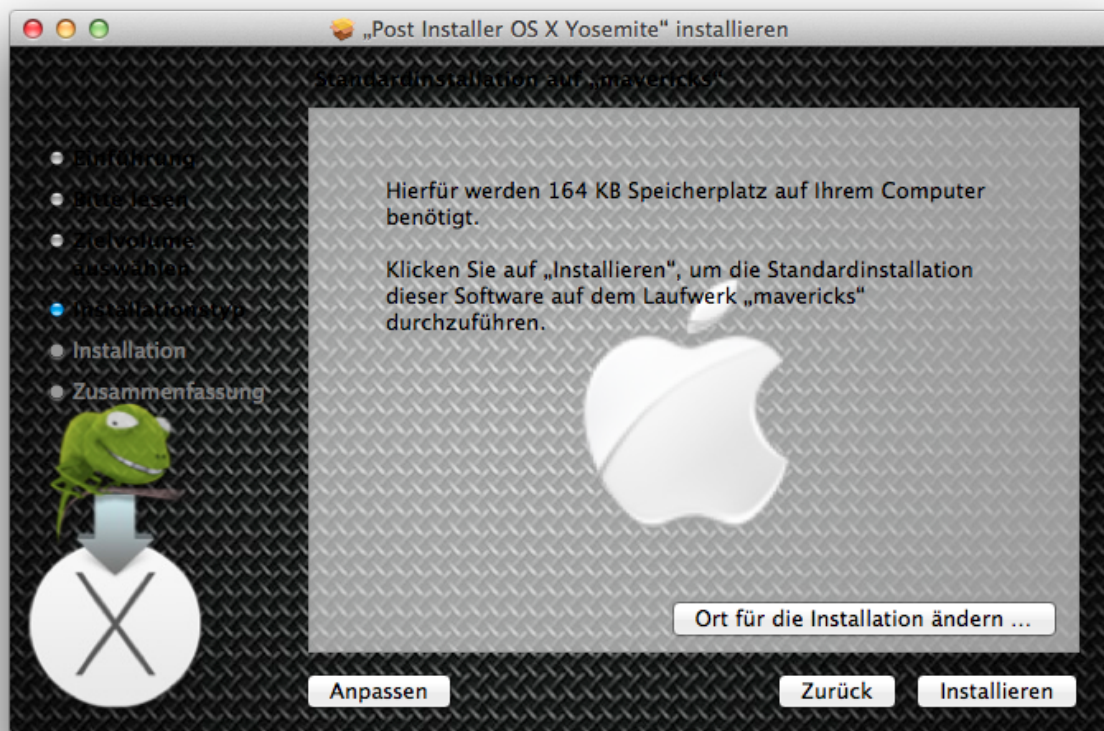 „Post Installer OS X Yosemite“ installieren
Standardinstallation auf „mavericks“
Einführung
Bitte lesen
Zielvolume
auswählen
Installationstyp
Installation
Zusammenfassung
Hierfür werden 164 KB Speicherplatz auf Ihrem Computer
benötigt.
Klicken Sie auf „Installieren“, um die Standardinstallation
dieser Software auf dem Laufwerk „mavericks“
durchzuführen.
Ort für die Installation ändern ...
Anpassen
Zurück
Installieren